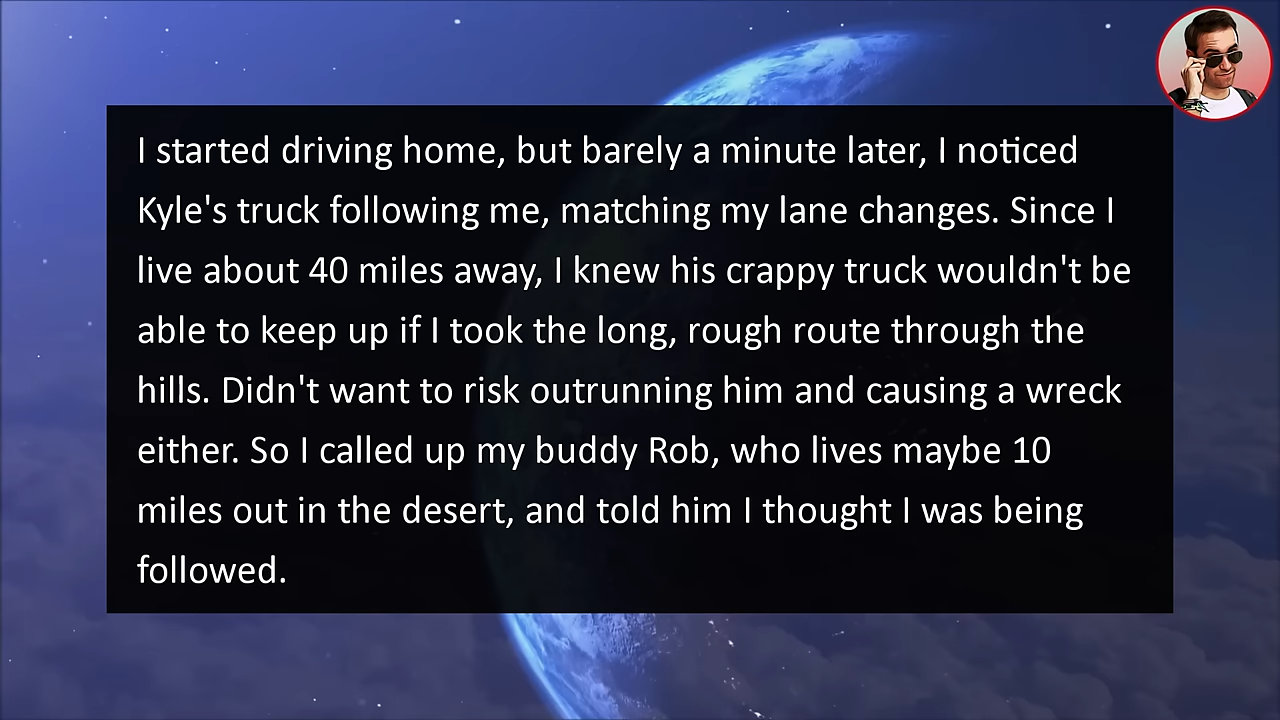 I started driving home, but barely a minute later, I noticed
Kyle's truck following me, matching my lane changes. Since I
live about 40 miles away, I knew his crappy truck wouldn't be
able to keep up if I took the long, rough route through the
hills. Didn't want to risk outrunning him and causing a wreck
either. So I called up my buddy Rob, who lives maybe 10
miles out in the desert, and told him I thought I was being
followed.